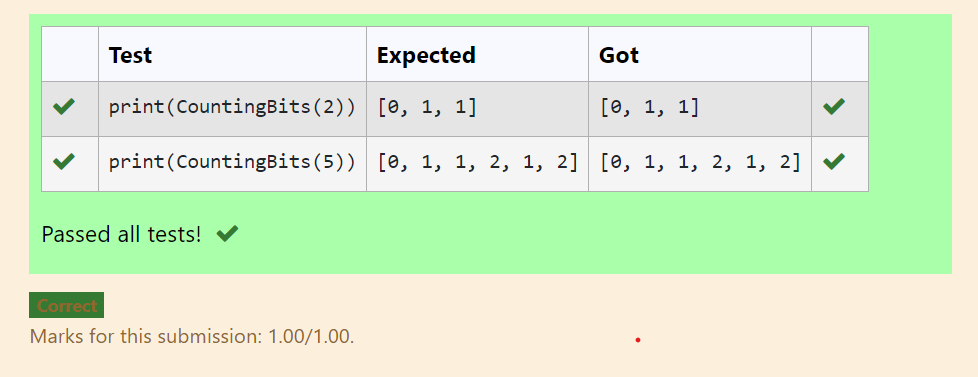 Test Expected Got
print(CountingBits(2)) [0, 1, 1] [0, 1, 1]
print(CountingBits(5)) [0, 1, 1, 2, 1, 2] [0, 1, 1, 2, 1, 2]
Passed all tests!
Correct
Marks for this submission: 1.00/1.00.